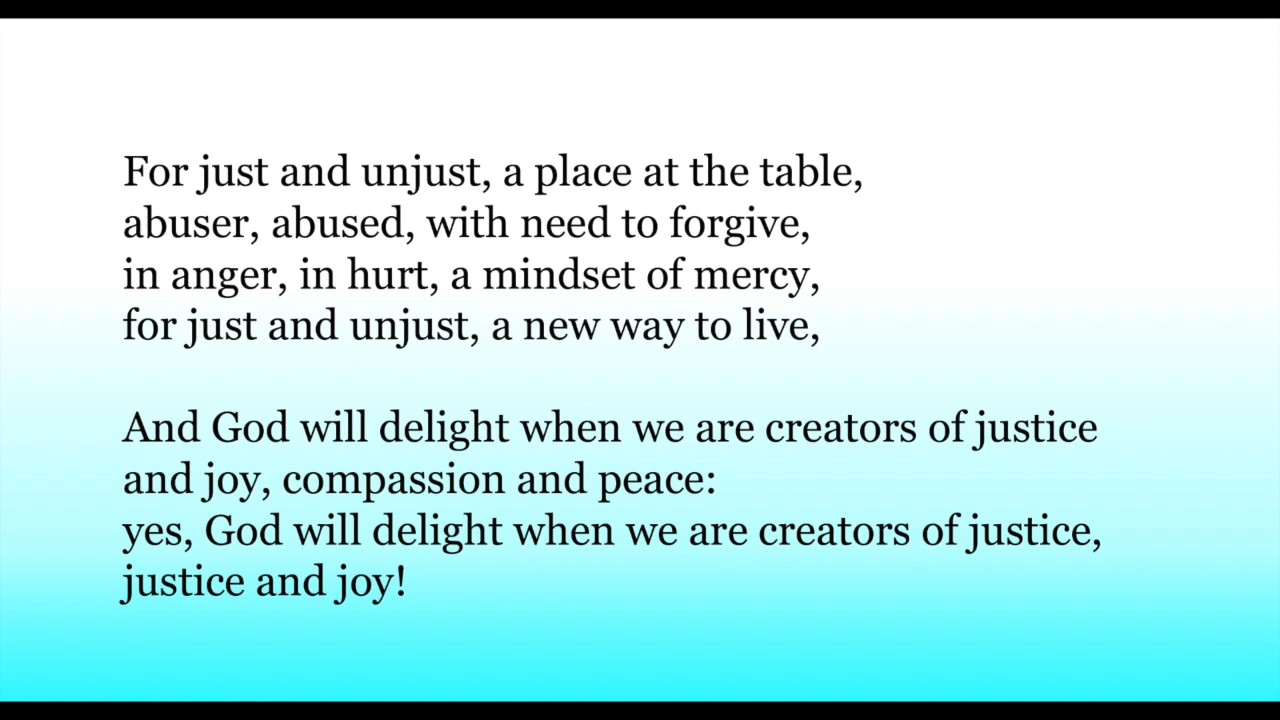 For just and unjust, a place at the table,
abuser, abused, with need to forgive,
in anger, in hurt, a mindset of mercy,
for just and unjust, a new way to live,
And God will delight when we are creators of justice
and joy, compassion and peace:
yes, God will delight when we are creators of justice,
justice and joy!